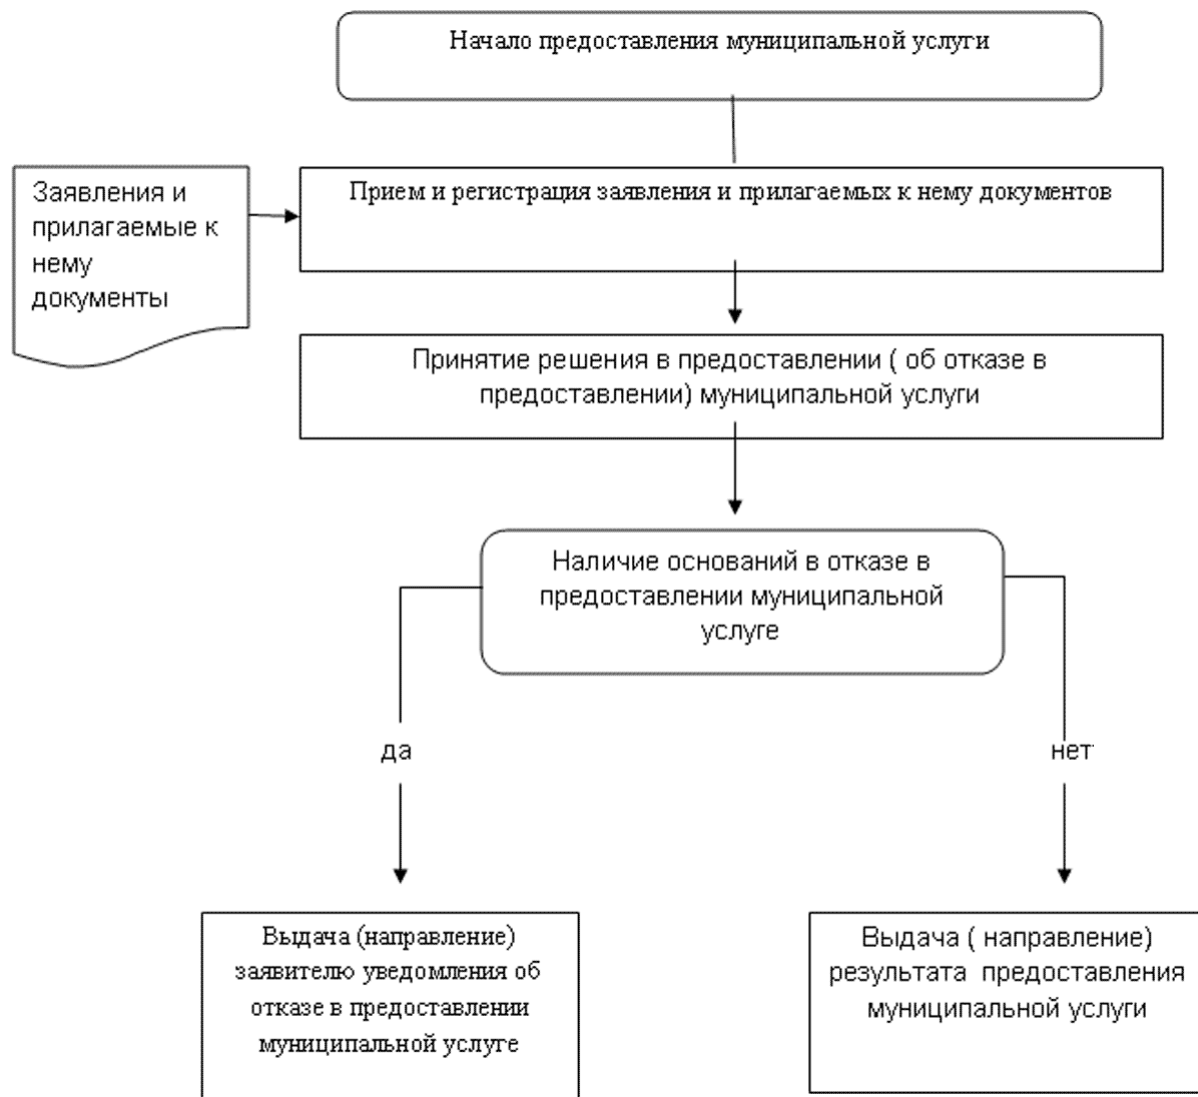 Начало предоставления муниципальной услуги
Заявления и
прилагаемые к
нему
документы
Прием и регистрация заявления и прилагаемых к нему документов
Принятие решения в предоставлении ( об отказе в
предоставлении) муниципальной услуги
Наличие оснований в отказе в
предоставлении муниципальной
услуге
да
нет
Выдача (направление)
заявителю уведомления об
отказе в предоставлении
муниципальной услуге
Выдача ( направление)
результата предоставления
муниципальной услуги